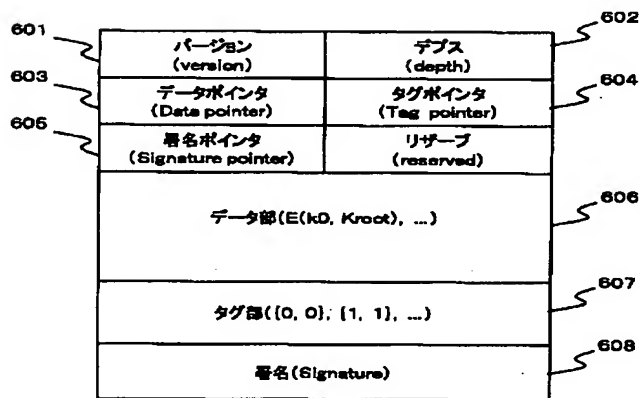 601
バージョン
(version)
デプス
(depth)
602
603
データポインタ
(Data pointer)
タグポインタ
(Tag pointer)
604
605
署名ポインタ
(Signature pointer)
リザーブ
(reserved)
データ部(E(k0, Kroot), ...)
606
タグ部({0, 0}, {1, 1}, ...)
607
署名(Signature)
608